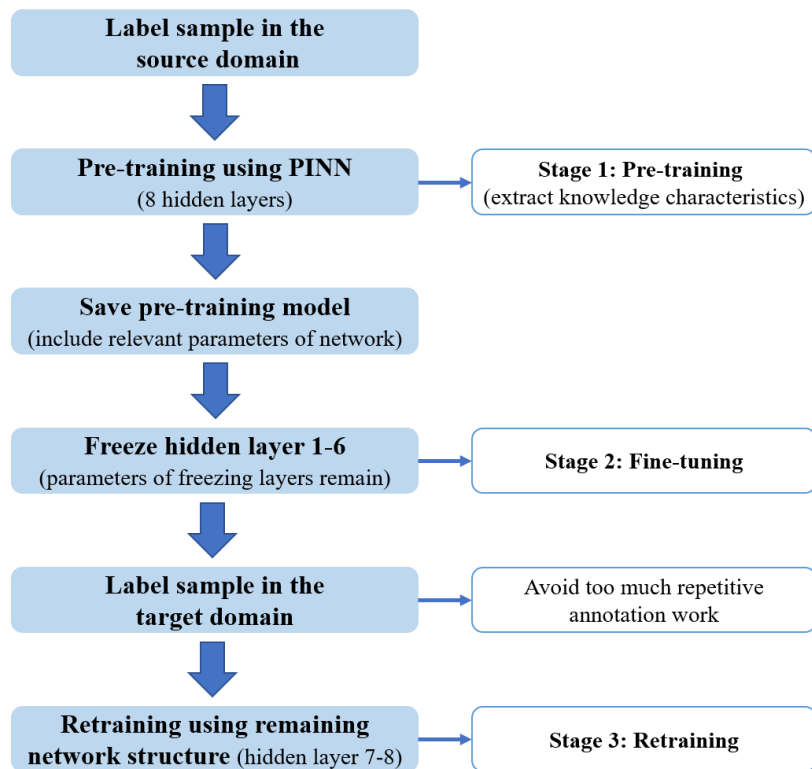 Label sample in the
source domain
Pre-training using PINN
(8 hidden layers)
Stage 1: Pre-training
(extract knowledge characteristics)
Save pre-training model
(include relevant parameters of network)
Freeze hidden layer 1-6
(parameters of freezing layers remain)
Stage 2: Fine-tuning
Label sample in the
target domain
Avoid too much repetitive
annotation work
Retraining using remaining
network structure (hidden layer 7-8)
Stage 3: Retraining